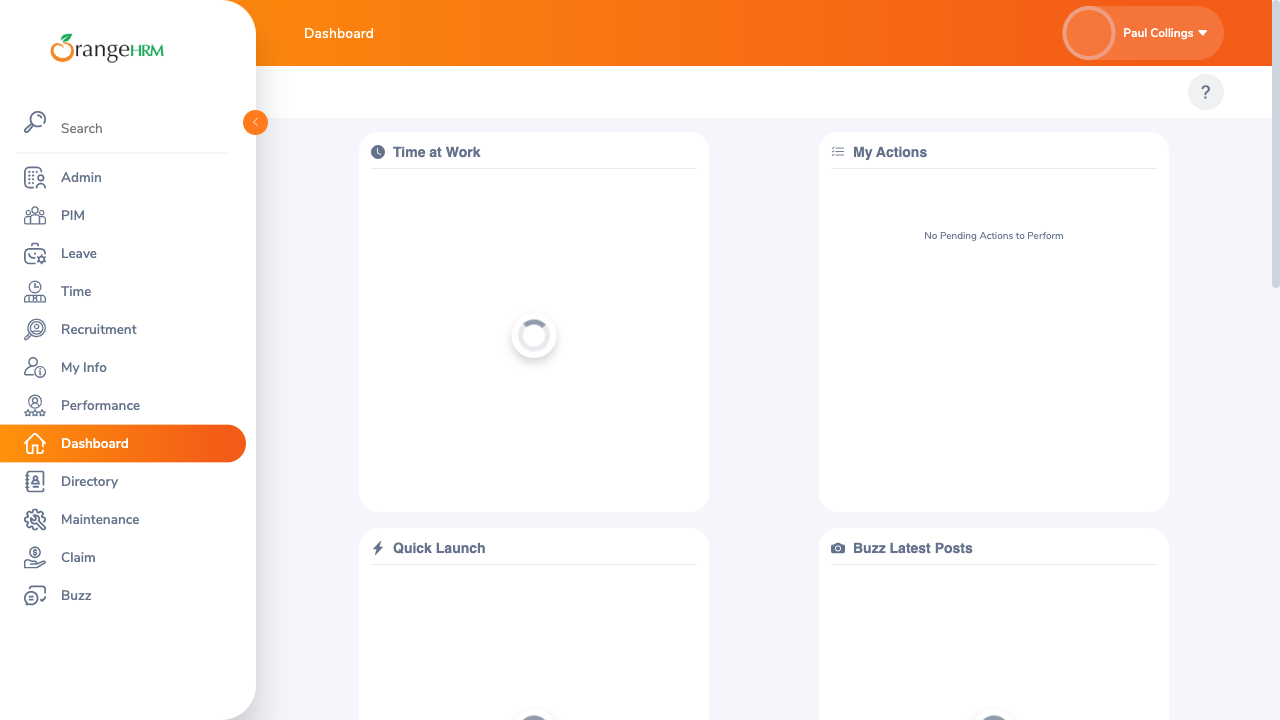 OrangeHRM
Dashboard
Paul Collings
?
Search
Admin
PIM
Leave
Time
Recruitment
My Info
Performance
Dashboard
Directory
Maintenance
Claim
Buzz
Time at Work
My Actions
No Pending Actions to Perform
Quick Launch
Buzz Latest Posts